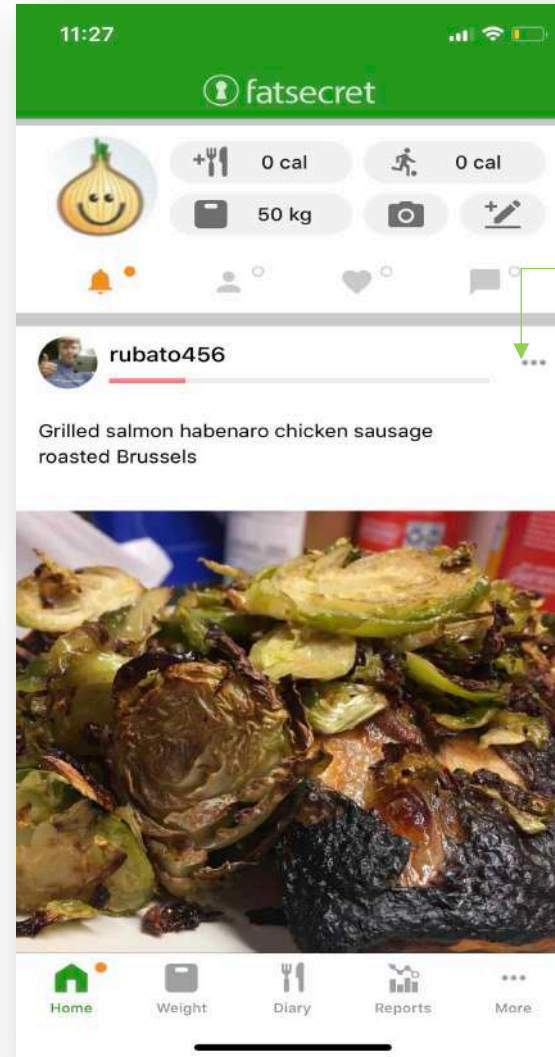 11:27
fatsecret
0 cal
0 cal
50 kg
rubato456
Grilled salmon habenaro chicken sausage
roasted Brussels
Home
Weight
Diary
Reports
More